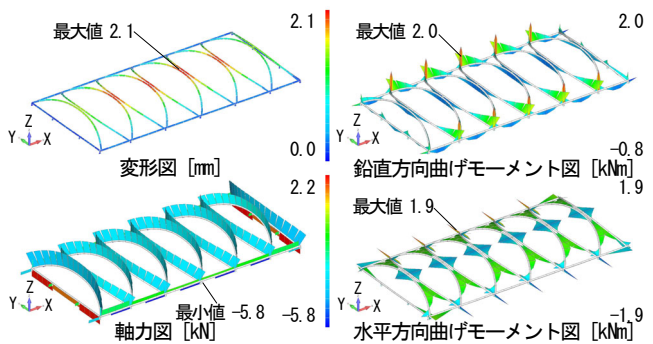 最大値 2.1
2.1
0.0
Z
Y
X
変形図 [mm]
最大値 2.0
2.0
-0.8
Z
Y
X
鉛直方向曲げモーメント図 [kNm]
2.2
-5.8
最小値 -5.8
Z
Y
X
軸力図 [kN]
最大値 1.9
1.9
-1.9
Z
Y
X
水平方向曲げモーメント図 [kNm]